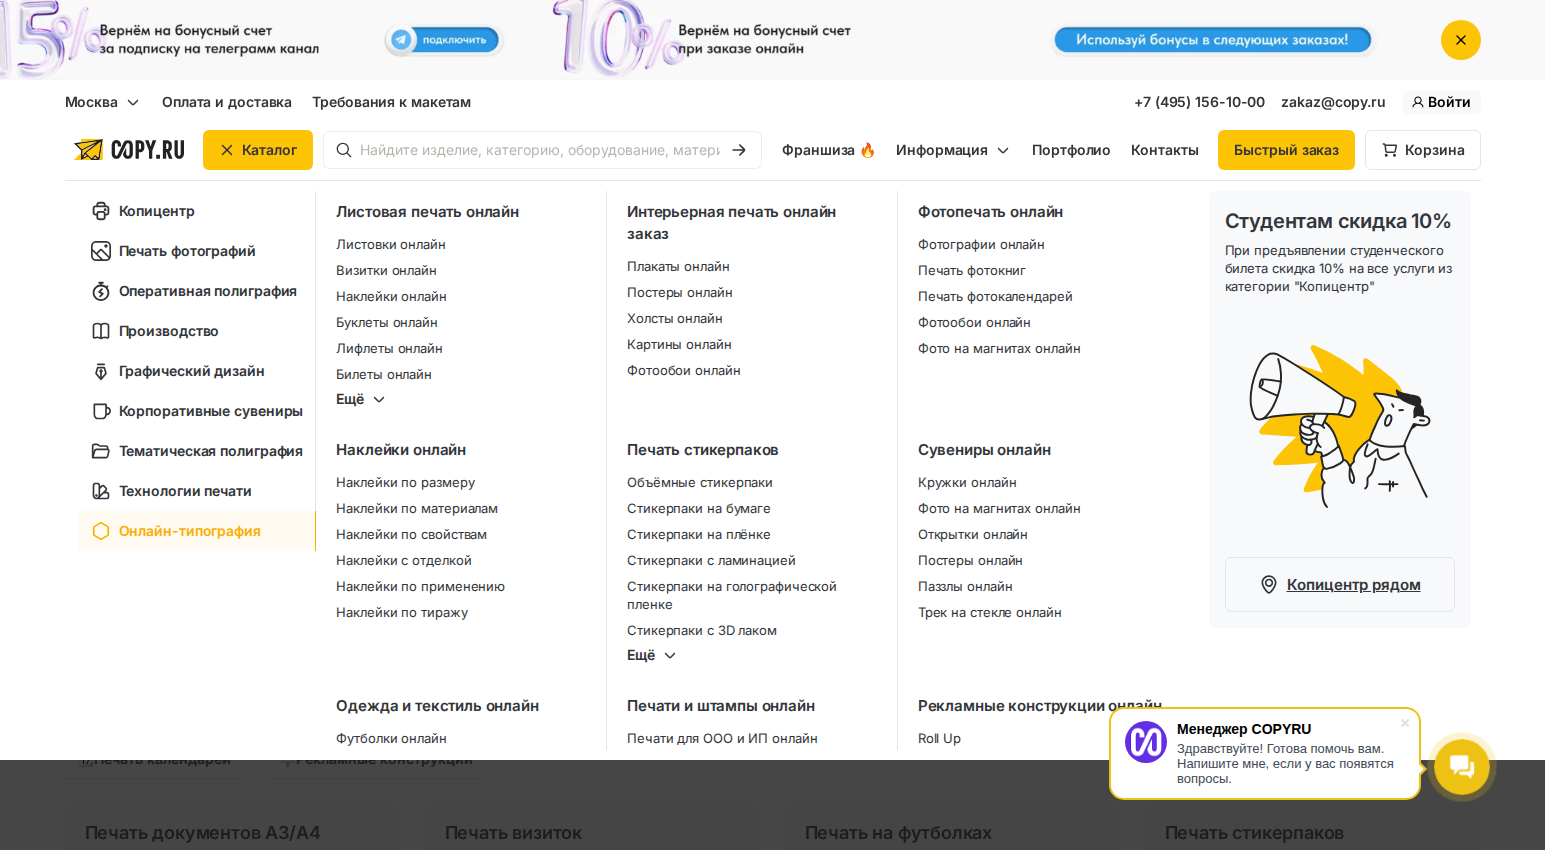 15%
Вернём на бонусный счет
за подписку на телеграмм канал
подключить
10%
Вернём на бонусный счет
при заказе онлайн
Используй бонусы в следующих заказах!
Москва
Оплата и доставка
Требования к макетам
+7 (495) 156-10-00
zakaz@copy.ru
Войти
COPY.RU
Каталог
Найдите изделие, категорию, оборудование, матери
Франшиза 🔥
Информация
Портфолио
Контакты
Быстрый заказ
Корзина
Копицентр
Печать фотографий
Оперативная полиграфия
Производство
Графический дизайн
Корпоративные сувениры
Тематическая полиграфия
Технологии печати
Онлайн-типография
Листовая печать онлайн
Листовки онлайн
Визитки онлайн
Наклейки онлайн
Буклеты онлайн
Лифлеты онлайн
Билеты онлайн
Ещё
Интерьерная печать онлайн
заказ
Плакаты онлайн
Постеры онлайн
Холсты онлайн
Картины онлайн
Фотообои онлайн
Фотопечать онлайн
Фотографии онлайн
Печать фотокниг
Печать фотокалендарей
Фотообои онлайн
Фото на магнитах онлайн
Наклейки онлайн
Наклейки по размеру
Наклейки по материалам
Наклейки по свойствам
Наклейки с отделкой
Наклейки по применению
Наклейки по тиражу
Печать стикерпаков
Объёмные стикерпаки
Стикерпаки на бумаге
Стикерпаки на плёнке
Стикерпаки с ламинацией
Стикерпаки на голографической
пленке
Стикерпаки с 3D лаком
Ещё
Сувениры онлайн
Кружки онлайн
Фото на магнитах онлайн
Открытки онлайн
Постеры онлайн
Паззлы онлайн
Трек на стекле онлайн
Одежда и текстиль онлайн
Футболки онлайн
Печати и штампы онлайн
Печати для ООО и ИП онлайн
Рекламные конструкции онлайн
Roll Up
Студентам скидка 10%
При предъявлении студенческого
билета скидка 10% на все услуги из
категории "Копицентр"
Копицентр рядом
Менеджер COPYRU
Здравствуйте! Готова помочь вам.
Напишите мне, если у вас появятся
вопросы.
Печать календарей
Рекламные конструкции
Печать документов А3/А4
Печать визиток
Печать на футболках
Печать стикерпаков